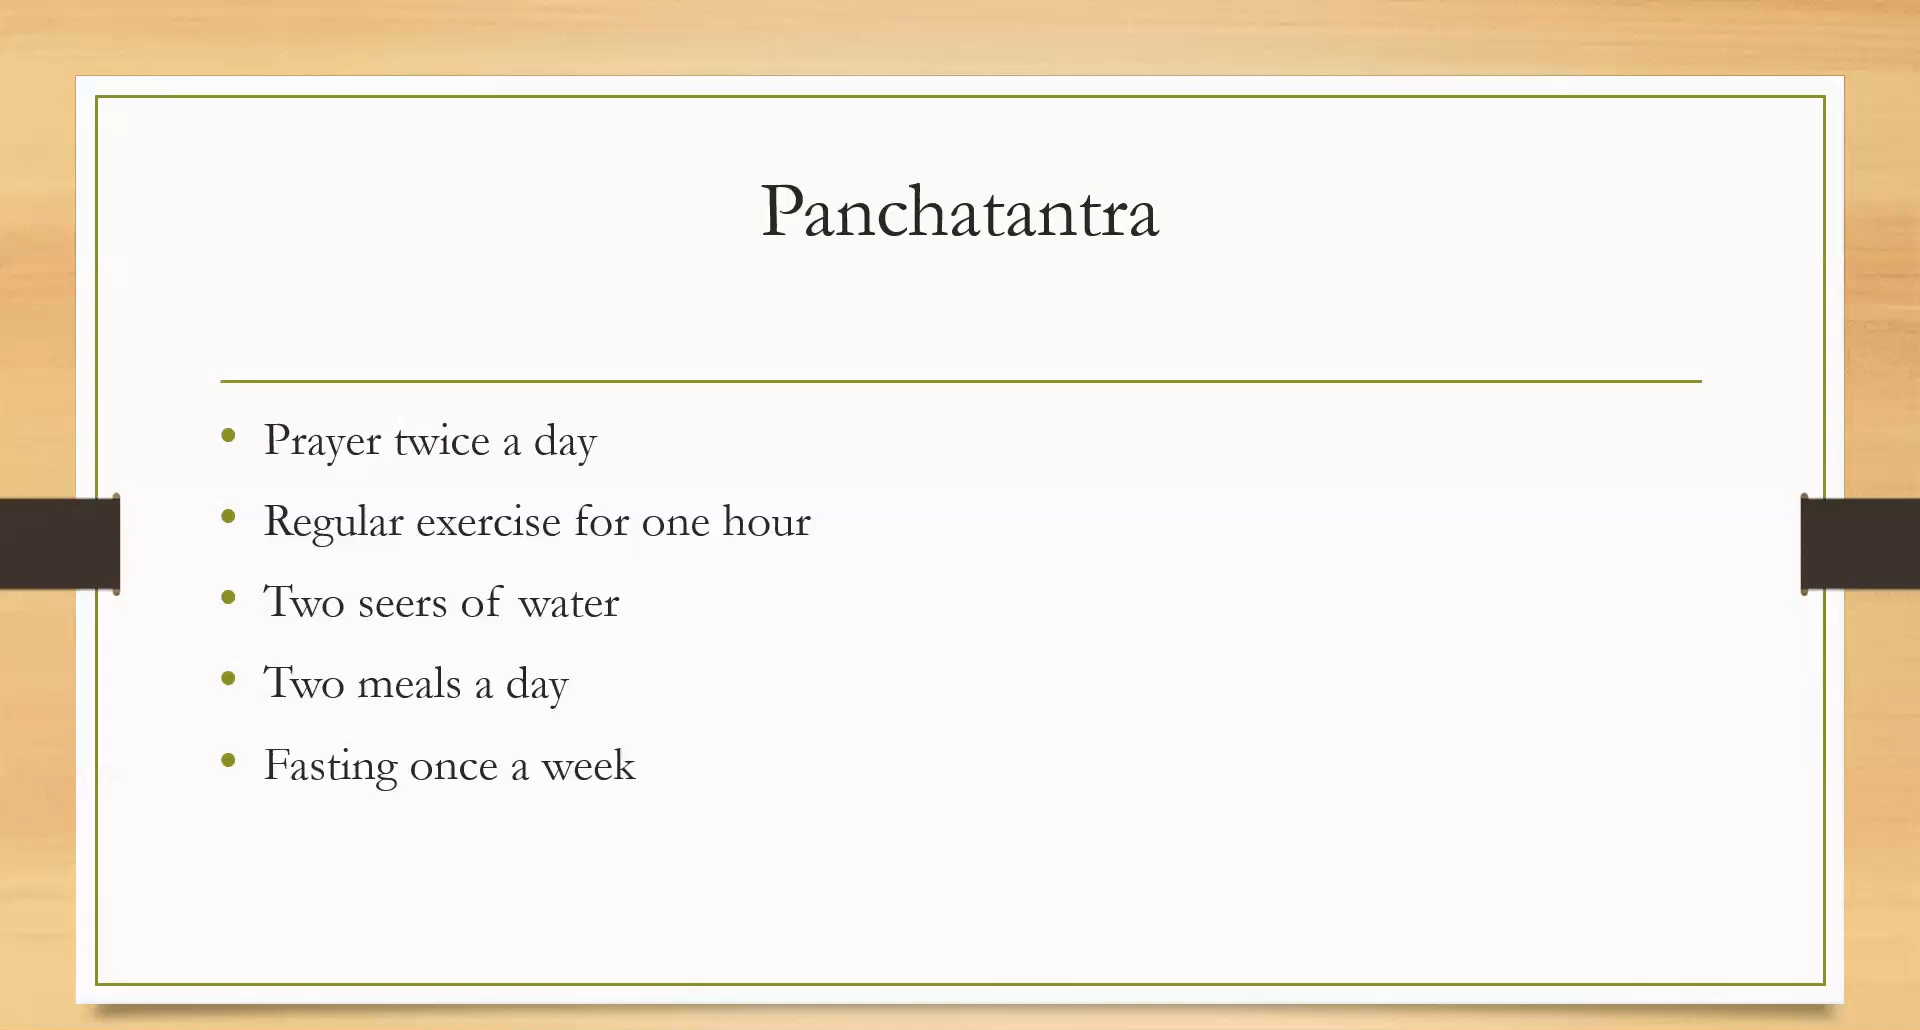 Panchatantra
Prayer twice a day
Regular exercise for one hour
Two seers of water
Two meals a day
Fasting once a week